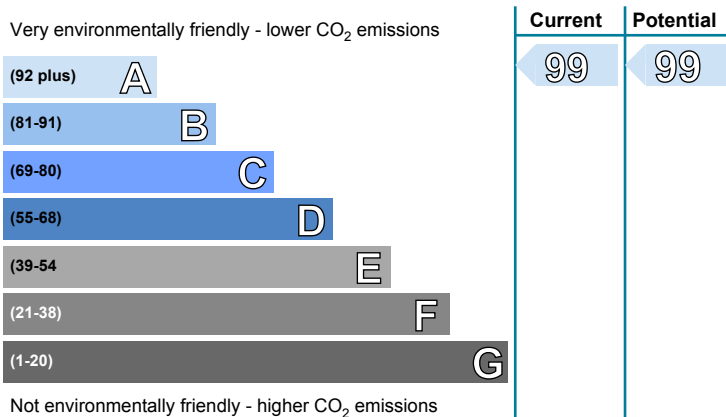 Very environmentally friendly - lower CO2 emissions
Current
Potential
(92 plus) A
99
99
(81-91) B
(69-80) C
(55-68) D
(39-54 E
(21-38) F
(1-20) G
Not environmentally friendly - higher CO2 emissions